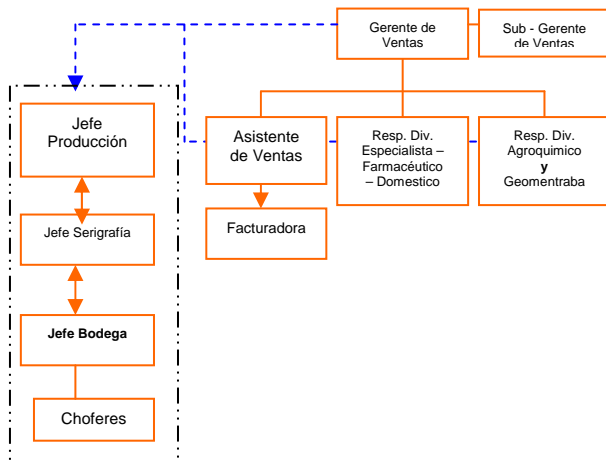 Gerente de
Ventas
Sub - Gerente
de Ventas
Jefe
Producción
Asistente
de Ventas
Resp. Div.
Especialista –
Farmacéutico
– Domestico
Resp. Div.
Agroquimico
y
Geomentraba
Jefe Serigrafía
Facturadora
Jefe Bodega
Choferes